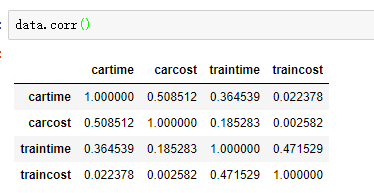 data.corr()
cartime carcost traintime traincost
cartime 1.000000 0.508512 0.364539 0.022378
carcost 0.508512 1.000000 0.185283 0.002582
traintime 0.364539 0.185283 1.000000 0.471529
traincost 0.022378 0.002582 0.471529 1.000000